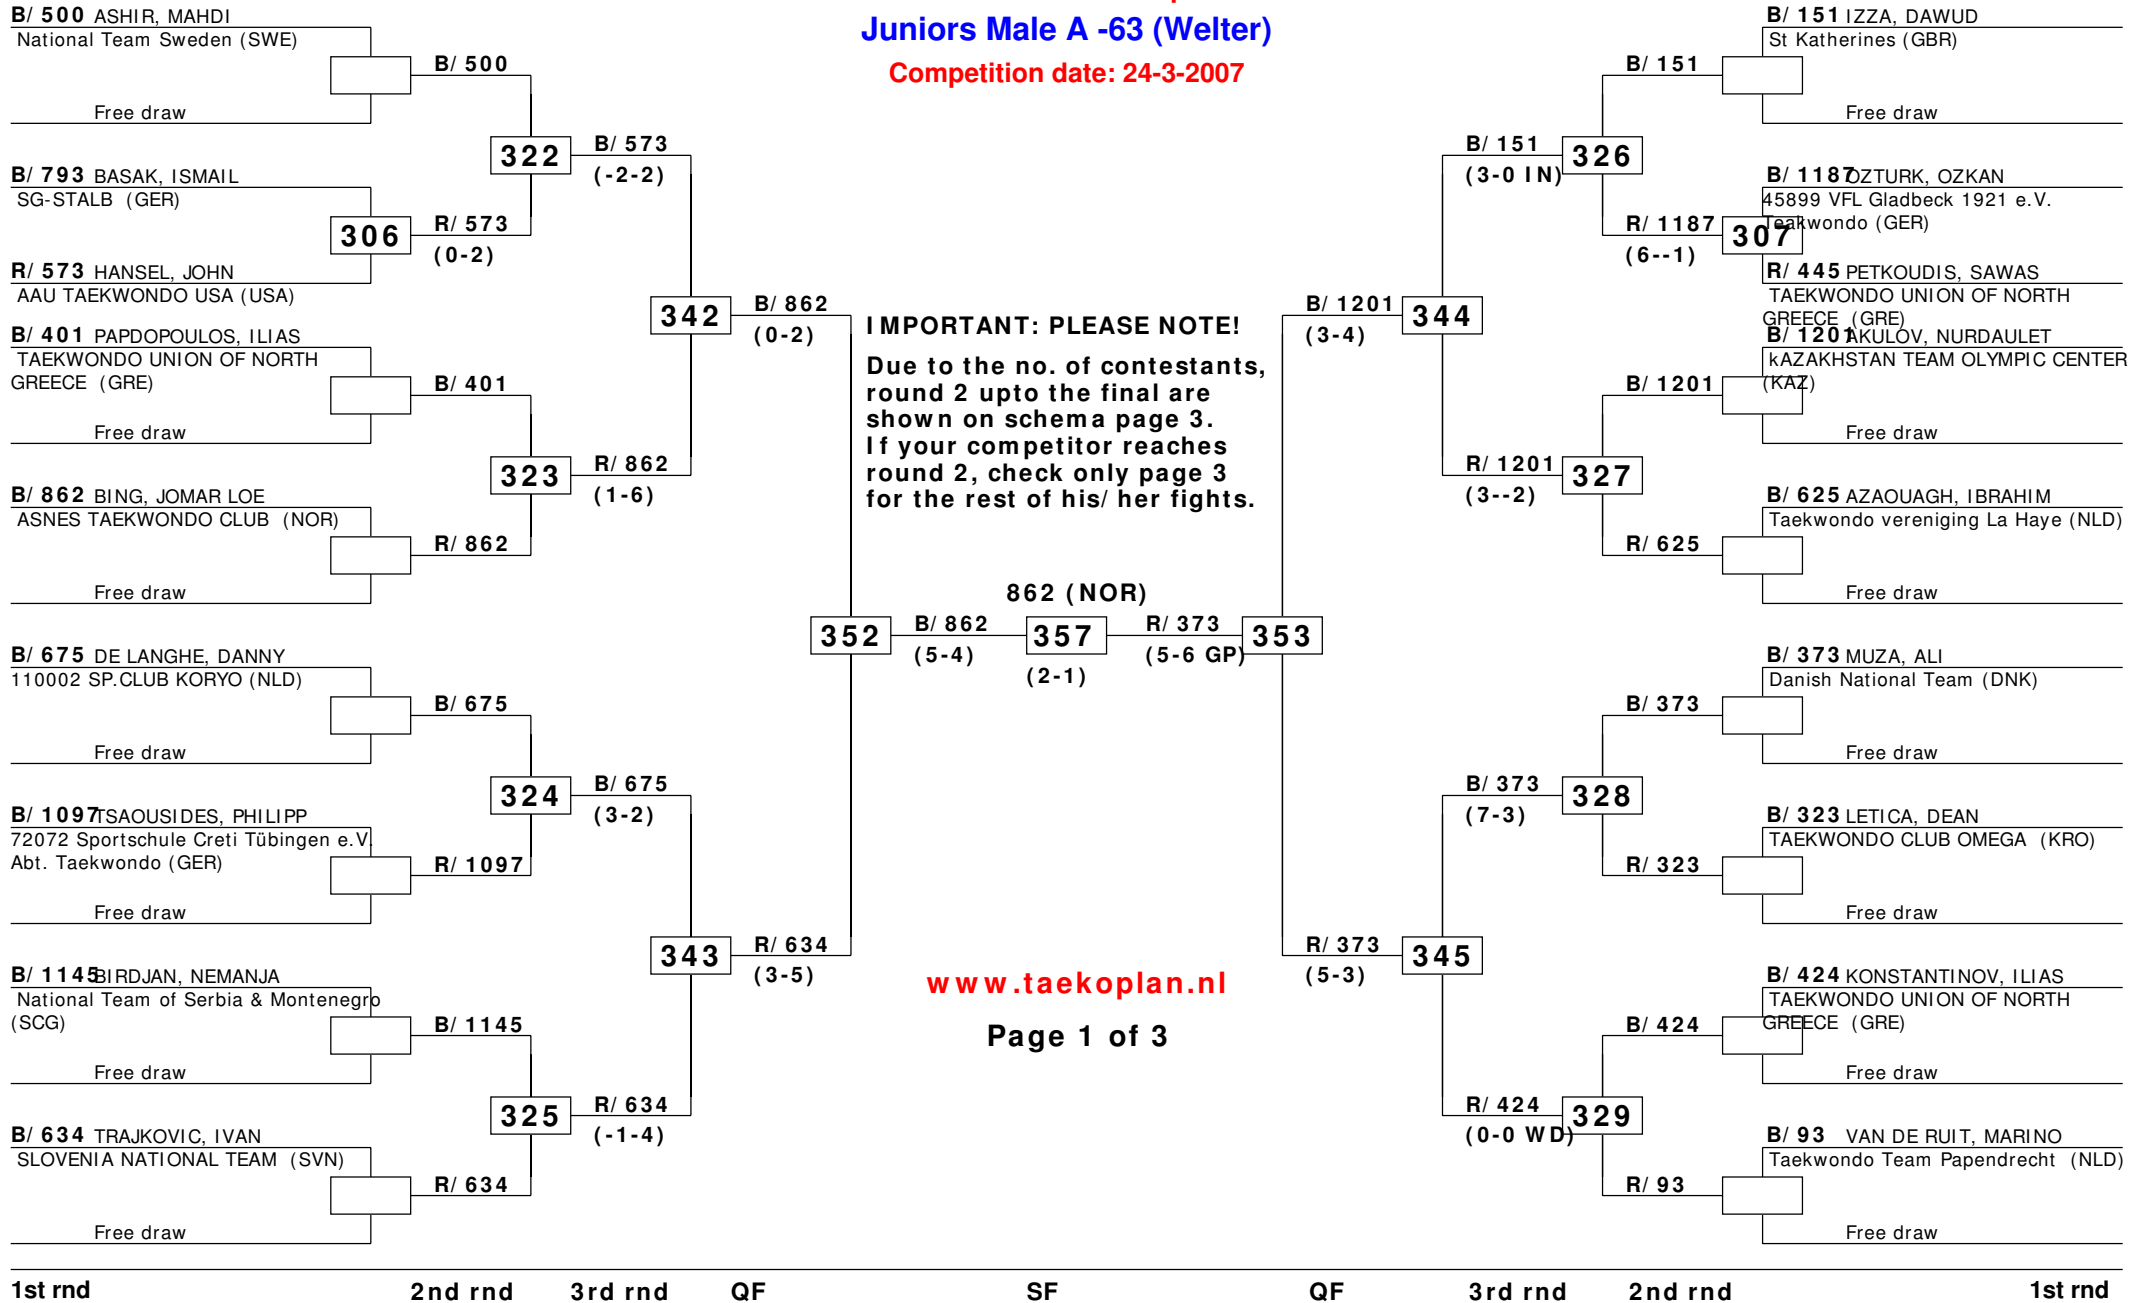 Juniors Male A -63 (Welter)
Competition date: 24-3-2007
B/ 500 ASHIR, MAHDI
National Team Sweden (SWE)
Free draw
B/ 793 BASAK, ISMAIL
SG-STALB (GER)
306
R/ 573 HANSEL, JOHN
AAU TAEKWONDO USA (USA)
B/ 401 PAPDOPOULOS, ILIAS
TAEKWONDO UNION OF NORTH
GREECE (GRE)
Free draw
B/ 862 BING, JOMAR LOE
ASNES TAEKWONDO CLUB (NOR)
Free draw
B/ 675 DE LANGHE, DANNY
110002 SP.CLUB KORYO (NLD)
Free draw
B/ 1097 TSAOUSIDES, PHILIPP
72072 Sportschule Creti Tübingen e.V.
Abt. Taekwondo (GER)
Free draw
B/ 1145 BIRDJAN, NEMANJA
National Team of Serbia & Montenegro
(SCG)
Free draw
B/ 634 TRAJKOVIC, IVAN
SLOVENIA NATIONAL TEAM (SVN)
Free draw
B/ 500
322
R/ 573
(0-2)
B/ 401
323
R/ 862
B/ 675
324
R/ 1097
B/ 1145
325
R/ 634
B/ 573
(-2-2)
342
R/ 862
(1-6)
B/ 675
(3-2)
343
R/ 634
(-1-4)
B/ 862
(0-2)
352
R/ 634
(3-5)
IMPORTANT: PLEASE NOTE!
Due to the no. of contestants,
round 2 upto the final are
shown on schema page 3.
If your competitor reaches
round 2, check only page 3
for the rest of his/ her fights.
862 (NOR)
B/ 862
(5-4)
357
(2-1)
R/ 373
(5-6 GP)
353
www.taekoplan.nl
Page 1 of 3
B/ 1201
(3-4)
344
R/ 373
(5-3)
345
B/ 151
(3-0 IN)
326
R/ 1201
(3--2)
327
B/ 373
(7-3)
328
R/ 424
(0-0 WD)
329
B/ 151
R/ 1187
(6--1)
B/ 1201
R/ 625
B/ 373
R/ 323
B/ 424
R/ 93
B/ 151 IZZA, DAWUD
St Katherines (GBR)
Free draw
B/ 1187 OZTURK, OZKAN
45899 VFL Gladbeck 1921 e.V.
Teakwondo (GER)
307
R/ 445 PETKOUDIS, SAWAS
TAEKWONDO UNION OF NORTH
GREECE (GRE)
B/ 1201 AKULOV, NURDAULET
kAZAKHSTAN TEAM OLYMPIC CENTER
(KAZ)
Free draw
B/ 625 AZAOUAGH, IBRAHIM
Taekwondo vereniging La Haye (NLD)
Free draw
B/ 373 MUZA, ALI
Danish National Team (DNK)
Free draw
B/ 323 LETICA, DEAN
TAEKWONDO CLUB OMEGA (KRO)
Free draw
B/ 424 KONSTANTINOV, ILIAS
TAEKWONDO UNION OF NORTH
GREECE (GRE)
Free draw
B/ 93 VAN DE RUIT, MARINO
Taekwondo Team Papendrecht (NLD)
Free draw
1st rnd 2nd rnd 3rd rnd QF SF QF 3rd rnd 2nd rnd 1st rnd